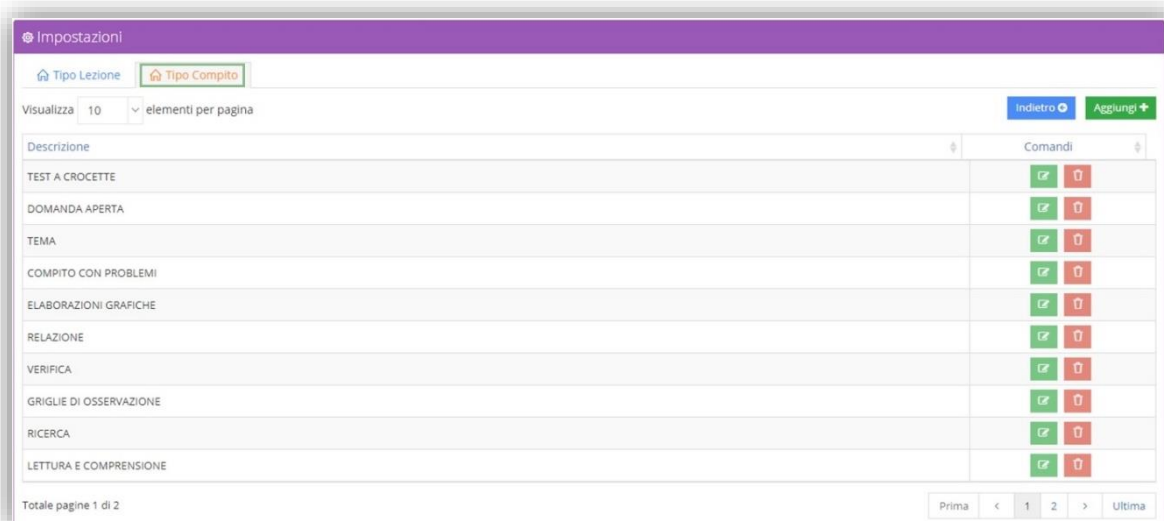 Impostazioni
Tipo Lezione Tipo Compito
Visualizza 10 elementi per pagina Indietro Aggiungi
Descrizione Comandi
TEST A CROCETTE
DOMANDA APERTA
TEMA
COMPITO CON PROBLEMI
ELABORAZIONI GRAFICHE
RELAZIONE
VERIFICA
GRIGLIE DI OSSERVAZIONE
RICERCA
LETTURA E COMPRENSIONE
Totale pagine 1 di 2 Prima < 1 2 > Ultima